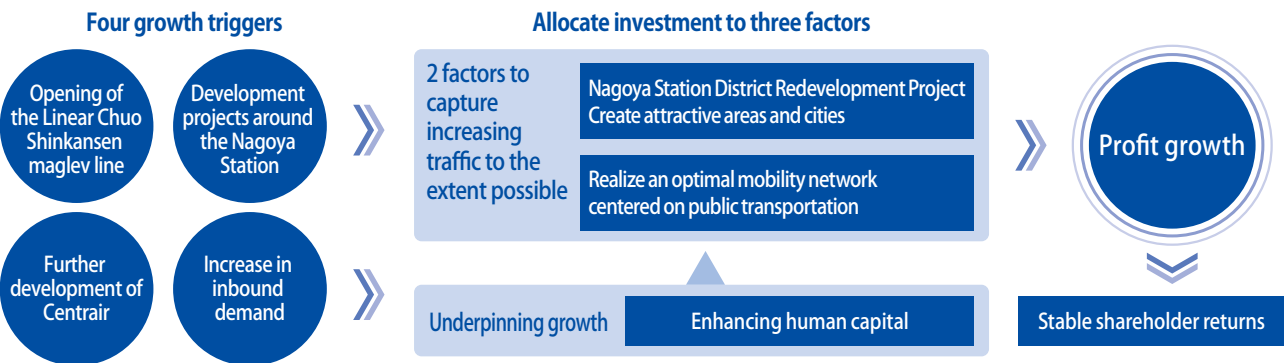 Four growth triggers
Opening of
the Linear Chuo
Shinkansen
maglev line
Development
projects around
the Nagoya
Station
Further
development of
Centrair
Increase in
inbound
demand
Allocate investment to three factors
2 factors to
capture
increasing
traffic to the
extent possible
Nagoya Station District Redevelopment Project
Create attractive areas and cities
Realize an optimal mobility network
centered on public transportation
Underpinning growth
Enhancing human capital
Profit growth
Stable shareholder returns